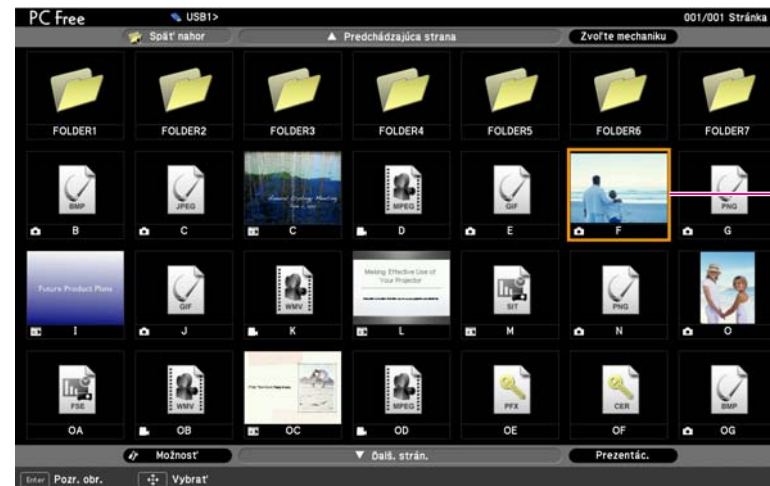 PC Free USB1> 001/001 Stránka
Späť nahor ▲ Predchádzajúca strana Zvoľte mechaniku
FOLDER1 FOLDER2 FOLDER3 FOLDER4 FOLDER5 FOLDER6 FOLDER7
BMP JPEG MPEG GIF PNG
B C C D E F G
Future Product Plans GIF WMV Making Effective Use of
Your Projector SIT PNG
I J K L M N O
FSE WMV MPEG PFX CER BMP
OA OB OC OD OE OF OG
Možnosť ▼ Ďalš. strán. Prezentác.
Enter Pozr. obr. Vybrať